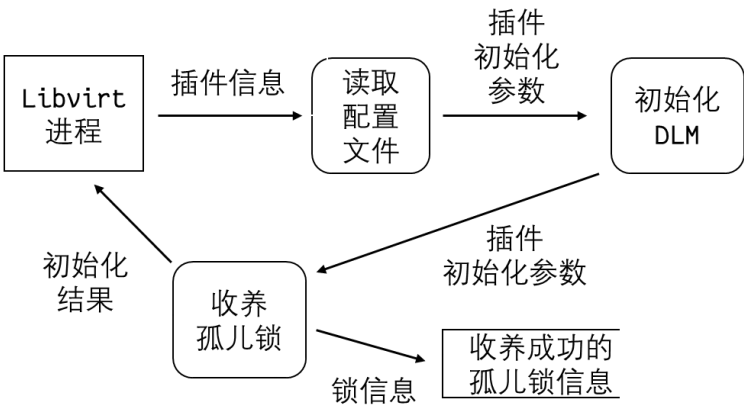 Libvirt
进程
插件信息
读取
配置
文件
插件
初始化
参数
初始化
DLM
插件
初始化参数
初始化
结果
收养
孤儿锁
锁信息
收养成功的
孤儿锁信息